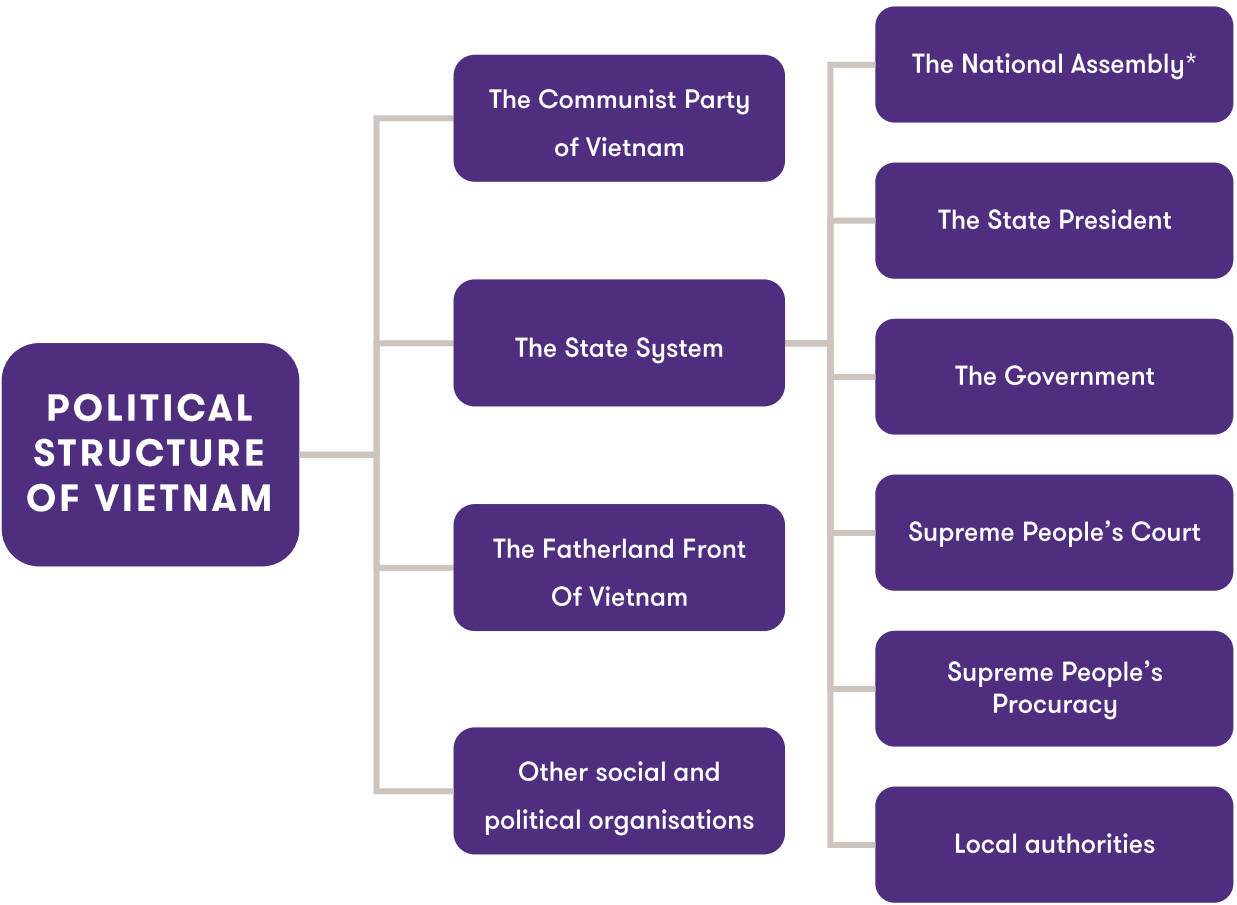 POLITICAL
STRUCTURE
OF VIETNAM
The Communist Party
of Vietnam
The State System
The Fatherland Front
Of Vietnam
Other social and
political organisations
The National Assembly*
The State President
The Government
Supreme People’s Court
Supreme People’s
Procuracy
Local authorities